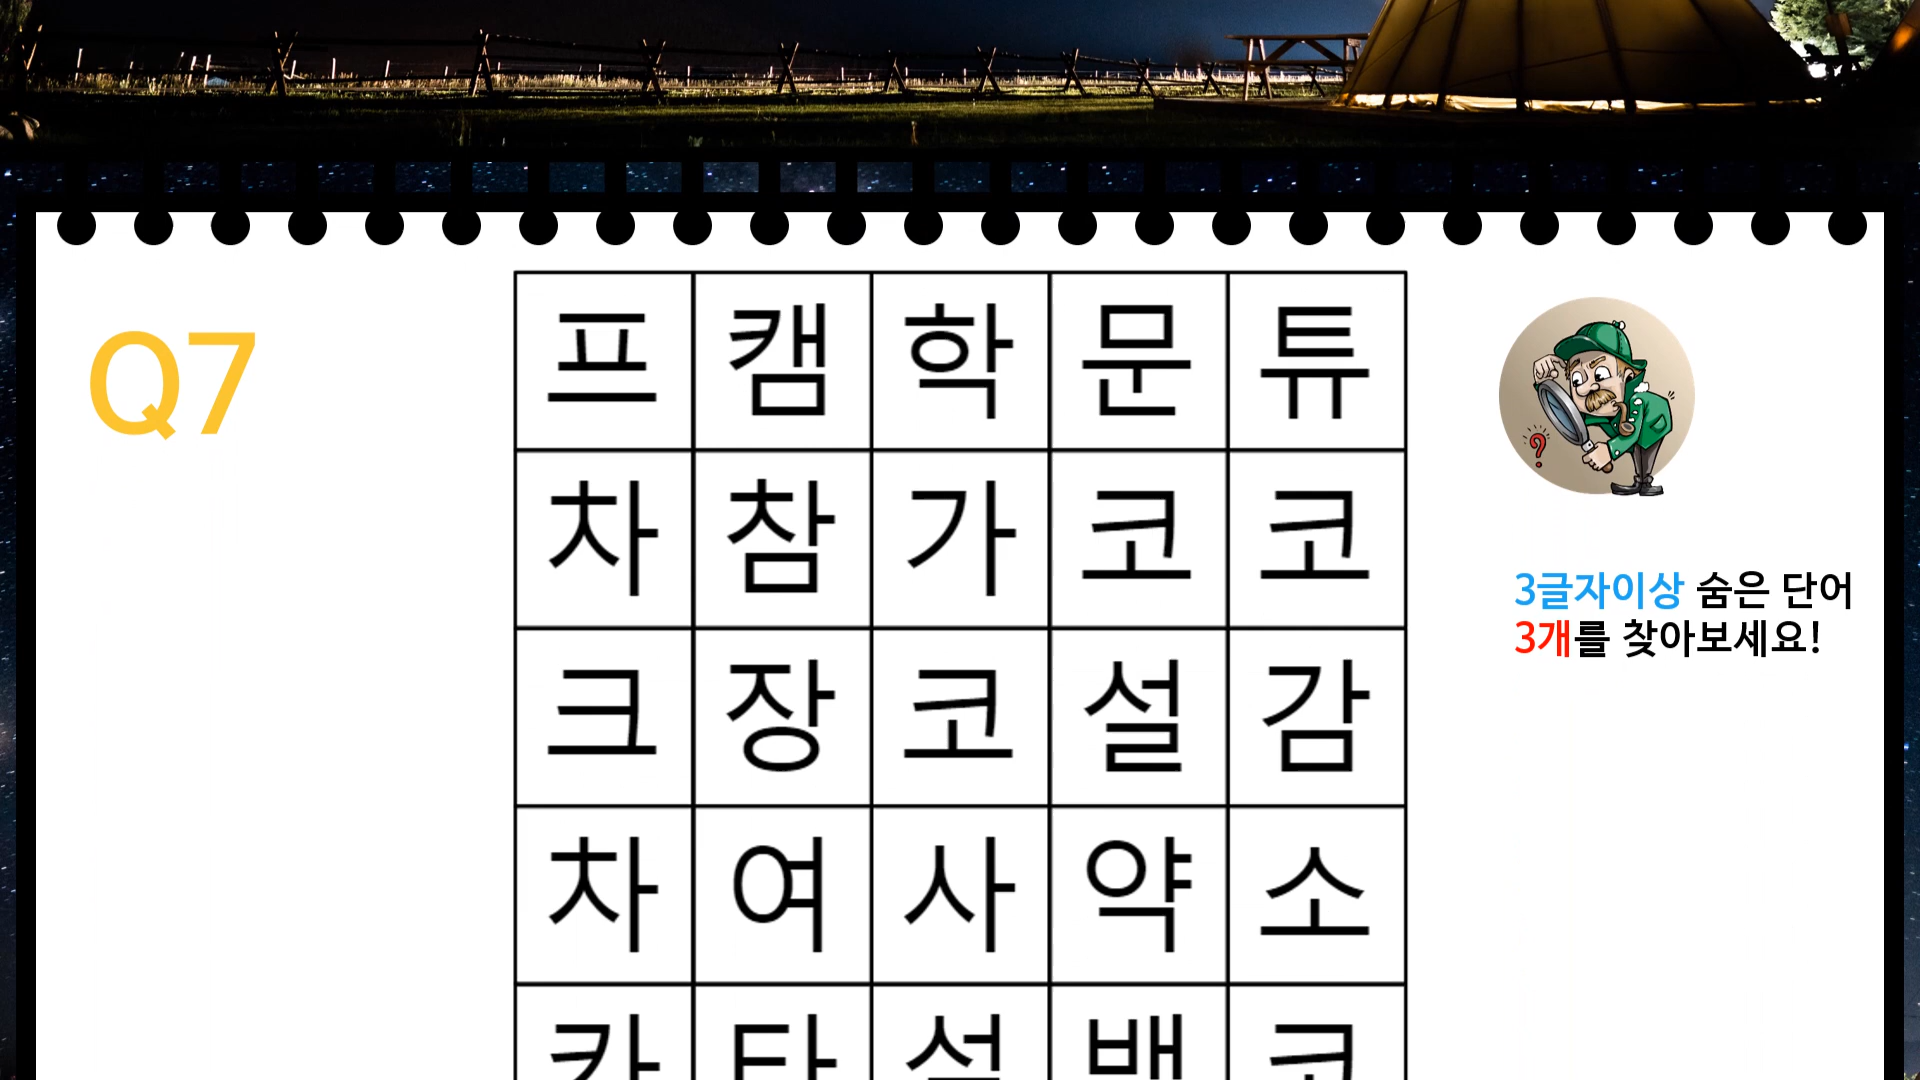 Q7
프 캠 학 문 튜
차 참 가 코 코
크 장 코 설 감
차 여 사 약 소
3글자이상 숨은 단어
3개를 찾아보세요!